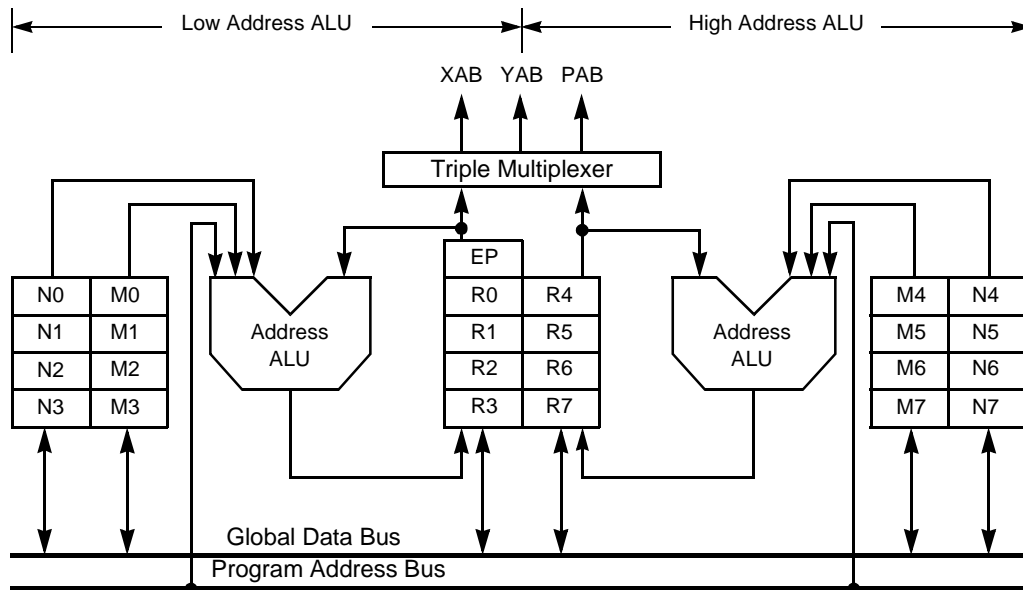 Low Address ALU High Address ALU
XAB YAB PAB
Triple Multiplexer
EP
N0 M0 R0 R4 M4 N4
N1 M1 Address ALU R1 R5 Address ALU M5 N5
N2 M2 R2 R6 M6 N6
N3 M3 R3 R7 M7 N7
Global Data Bus
Program Address Bus